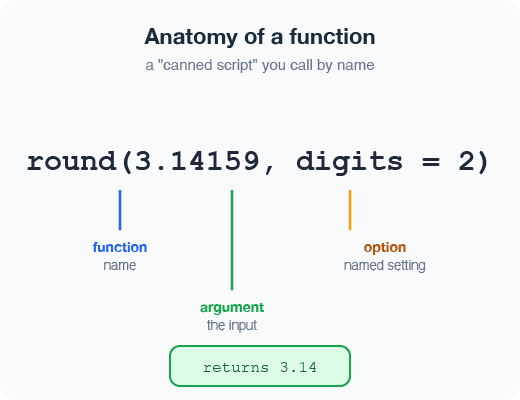 Anatomy of a function
a "canned script" you call by name
round(3.14159, digits = 2)
function
name
option
named setting
argument
the input
returns 3.14